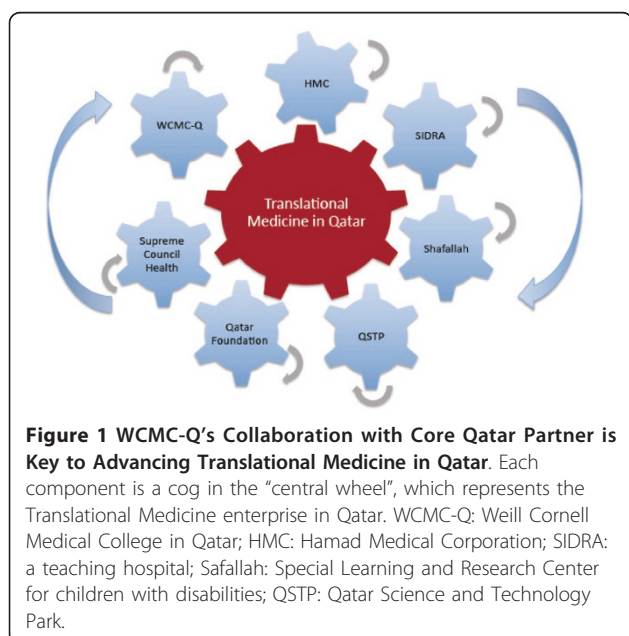 HMC
WCMC-Q
SIDRA
Translational
Medicine in Qatar
Supreme
Council
Health
Shafallah
Qatar
Foundation
QSTP
Figure 1 WCMC-Q's Collaboration with Core Qatar Partner is
Key to Advancing Translational Medicine in Qatar. Each
component is a cog in the "central wheel", which represents the
Translational Medicine enterprise in Qatar. WCMC-Q: Weill Cornell
Medical College in Qatar; HMC: Hamad Medical Corporation; SIDRA:
a teaching hospital; Safallah: Special Learning and Research Center
for children with disabilities; QSTP: Qatar Science and Technology
Park.